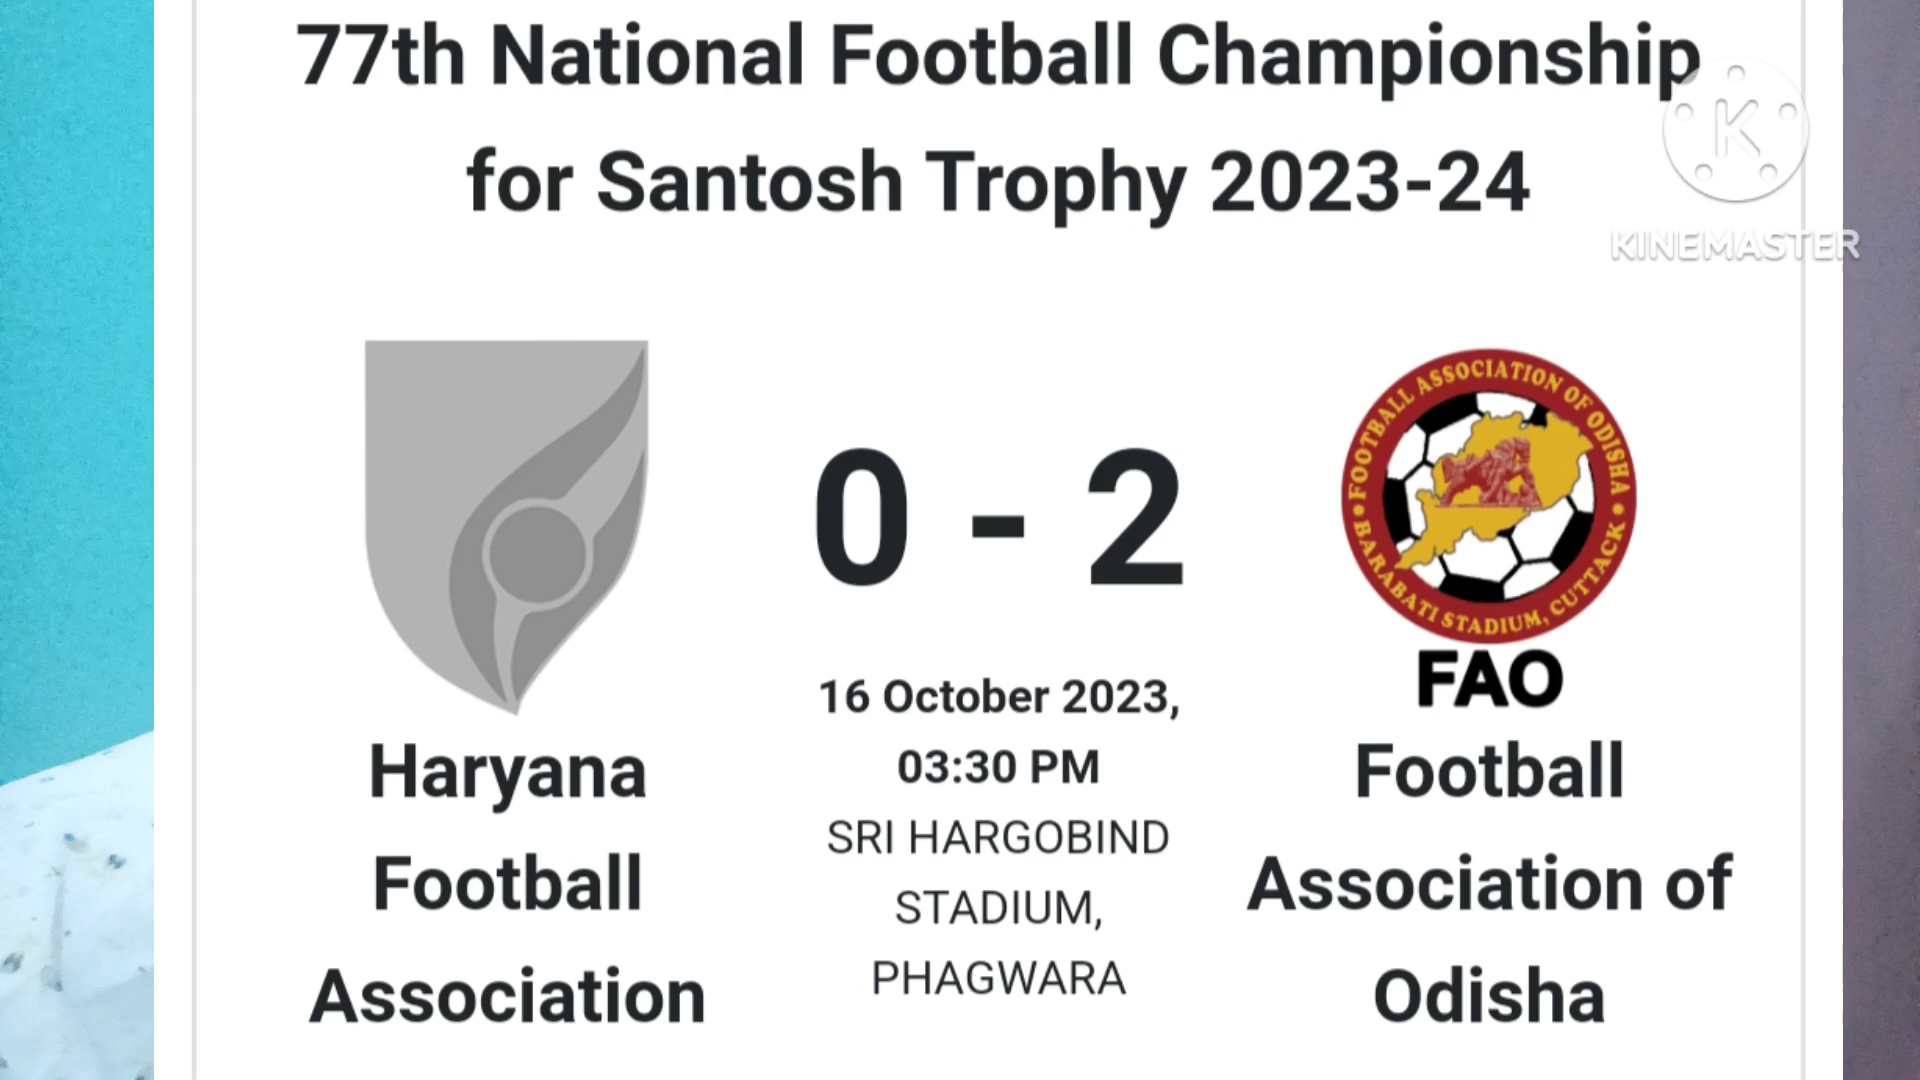 77th National Football Championship
for Santosh Trophy 2023-24
K
KINEMASTER
FOOTBALL ASSOCIATION OF ODISHA
BARABATI STADIUM, CUTTACK
FAO
0 - 2
16 October 2023,
03:30 PM
SRI HARGOBIND
STADIUM,
PHAGWARA
Haryana
Football
Association
Football
Association of
Odisha